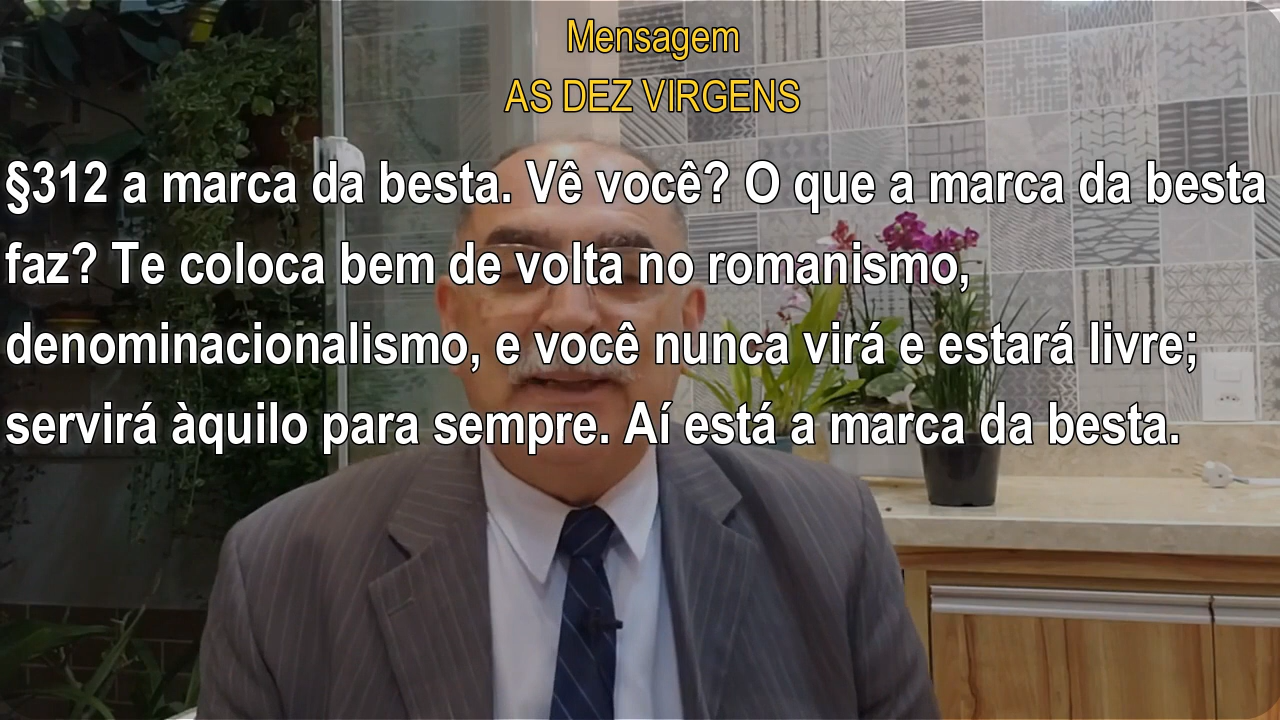 Mensagem
AS DEZ VIRGENS
§312 a marca da besta. Vê você? O que a marca da besta
faz? Te coloca bem de volta no romanismo,
denominacionalismo, e você nunca virá e estará livre;
servirá àquilo para sempre. Aí está a marca da besta.